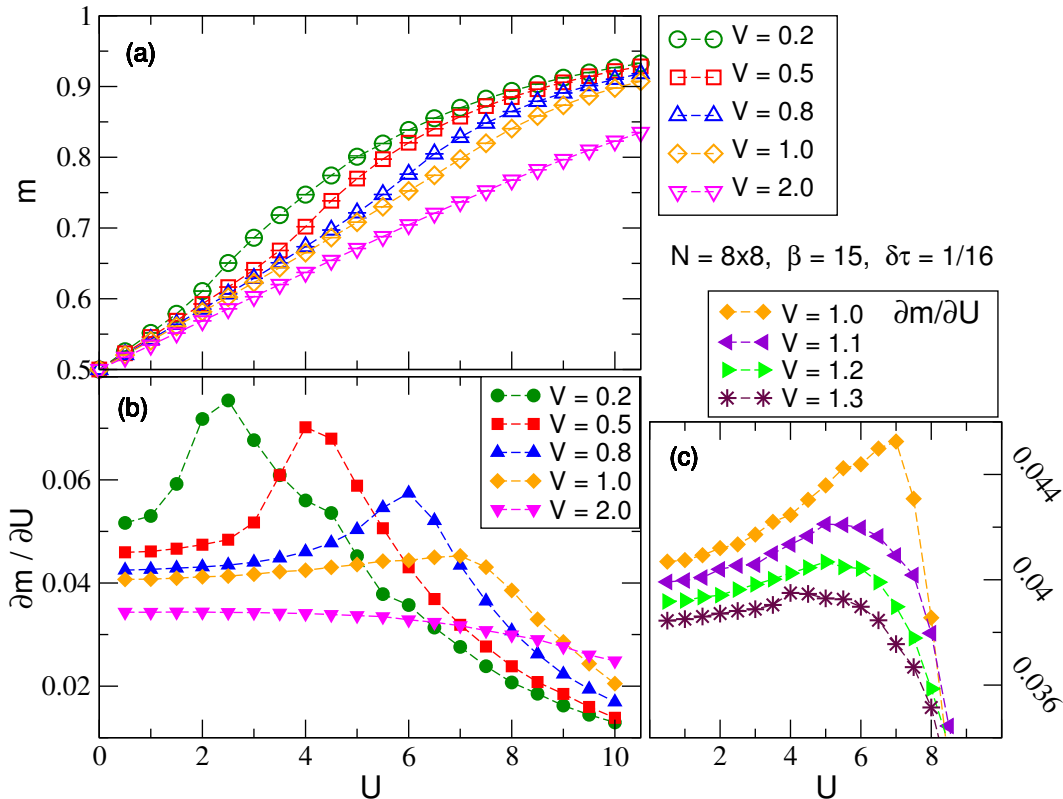 1
0.9
0.8
0.7
0.6
0.5
m
(a)
V = 0.2
V = 0.5
V = 0.8
V = 1.0
V = 2.0
N = 8x8, β = 15, δτ = 1/16
V = 1.0 ∂m/∂U
V = 1.1
V = 1.2
V = 1.3
(b)
V = 0.2
V = 0.5
V = 0.8
V = 1.0
V = 2.0
0.06
0.04
0.02
∂m / ∂U
0 2 4 6 8 10
U
(c)
0.044
0.04
0.036
0 2 4 6 8
U